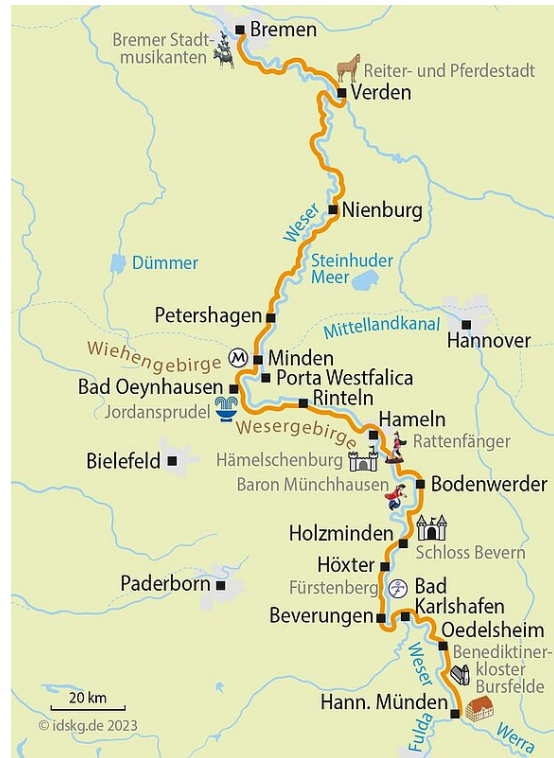 Bremen
Bremer Stadt-
musikanten
Reiter- und Pferdestadt
Verden
Nienburg
Weser
Dümmer
Steinhuder
Meer
Petershagen
Mittellandkanal
Hannover
Wiehengebirge
M
Minden
Porta Westfalica
Bad Oeynhausen
Rinteln
Jordansprudel
Wesergebirge
Hameln
Rattenfänger
Bielefeld
Hämelschenburg
Baron Münchhausen
Bodenwerder
Holzminden
Schloss Bevern
Höxter
Paderborn
Fürstenberg
Bad
Karlshafen
Beverungen
Oedelsheim
Weser
Benediktiner-
kloster
Bursfelde
20 km
Hann. Münden
© idskg.de 2023
Fulda
Werra